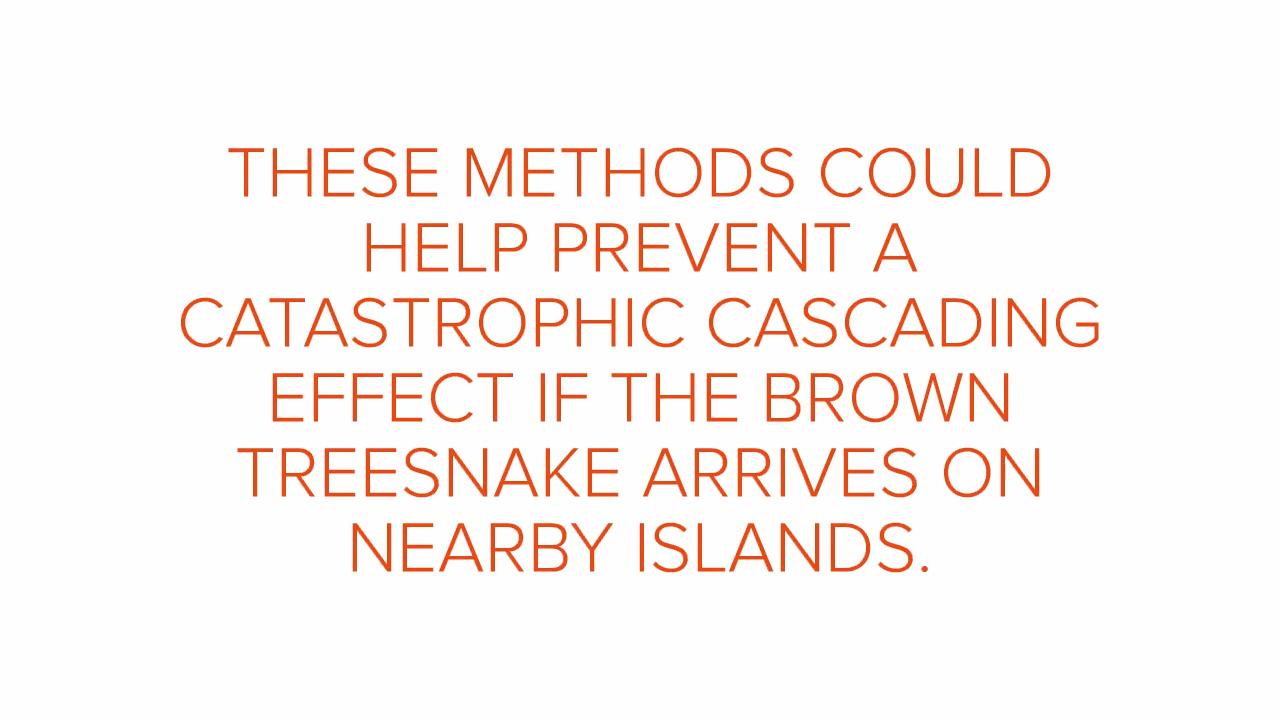 THESE METHODS COULD
HELP PREVENT A
CATASTROPHIC CASCADING
EFFECT IF THE BROWN
TREESNAKE ARRIVES ON
NEARBY ISLANDS.